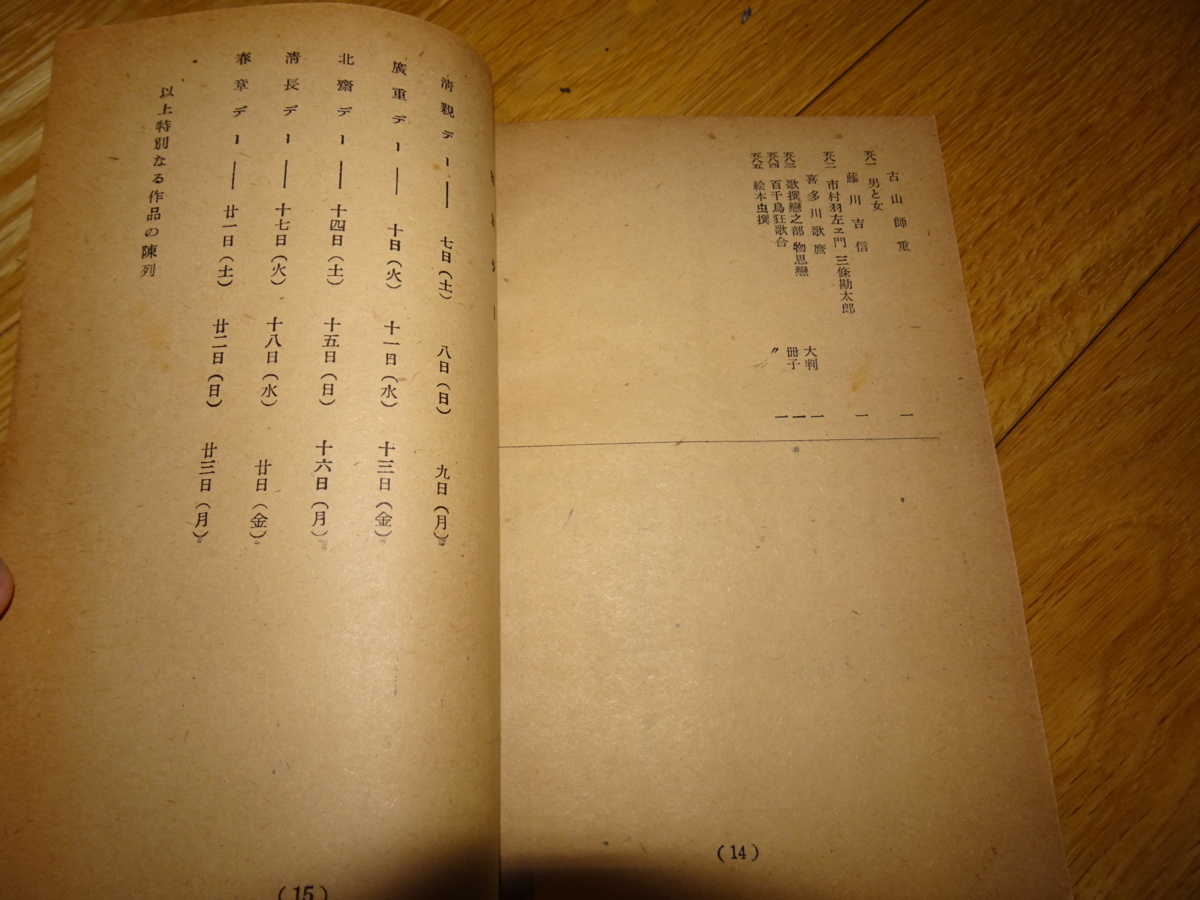 古山師重
五八一 男と女 一
藤川吉信
五八二 市村羽左ヱ門 三條勘太郎 一
喜多川歌麿
五八三 歌撰戀之部 物思戀 大判 一
五八四 百千鳥狂歌合 冊子 一
五八五 絵本虫撰 〃 一
(14)
清親デー—— 七日(土) 八日(日) 九日(月)
廣重デー—— 十日(火) 十一日(水) 十三日(金)
北齋デー—— 十四日(土) 十五日(日) 十六日(月)
清長デー—— 十七日(火) 十八日(水) 廿日(金)
春章デー—— 廿一日(土) 廿二日(日) 廿三日(月)
以上特別なる作品の陳列
(15)